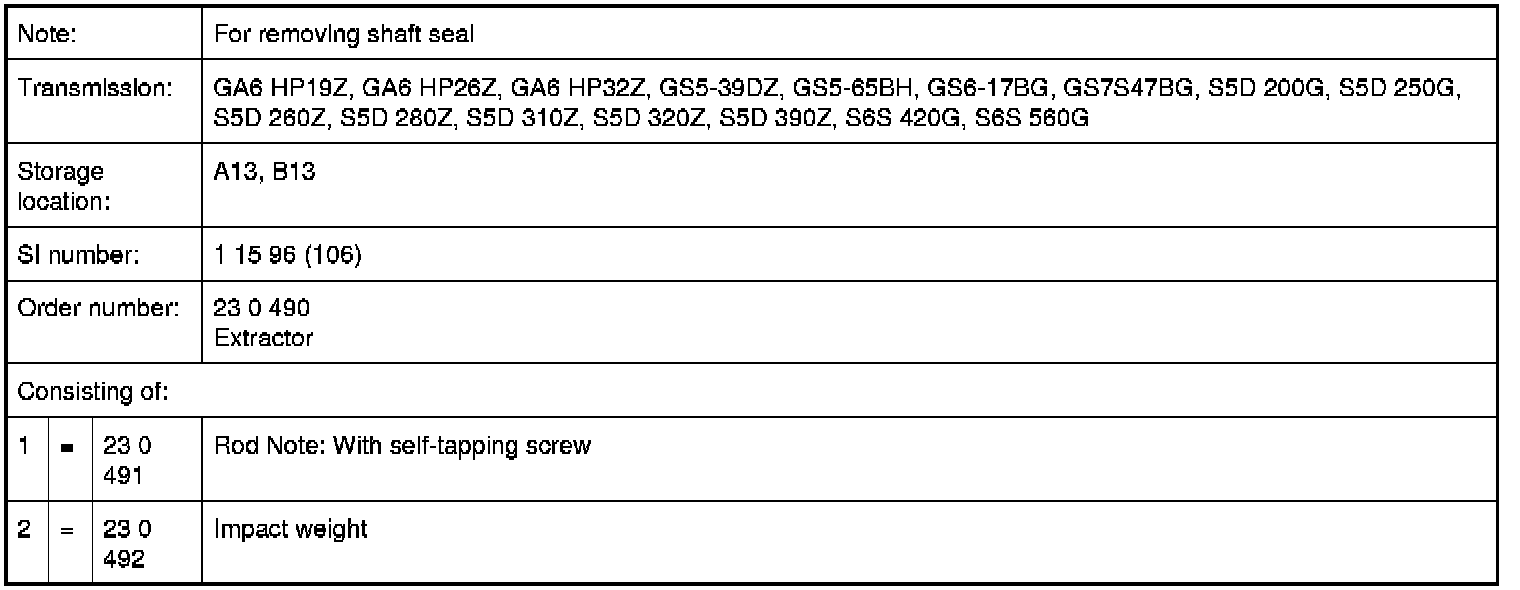 Note: For removing shaft seal
Transmission: GA6 HP19Z, GA6 HP26Z, GA6 HP32Z, GS5-39DZ, GS5-65BH, GS6-17BG, GS7S47BG, S5D 200G, S5D 250G,
S5D 260Z, S5D 280Z, S5D 310Z, S5D 320Z, S5D 390Z, S6S 420G, S6S 560G
Storage
location: A13, B13
SI number: 1 15 96 (106)
Order number: 23 0 490
Extractor
Consisting of:
1 = 23 0
491 Rod Note: With self-tapping screw
2 = 23 0
492 Impact weight